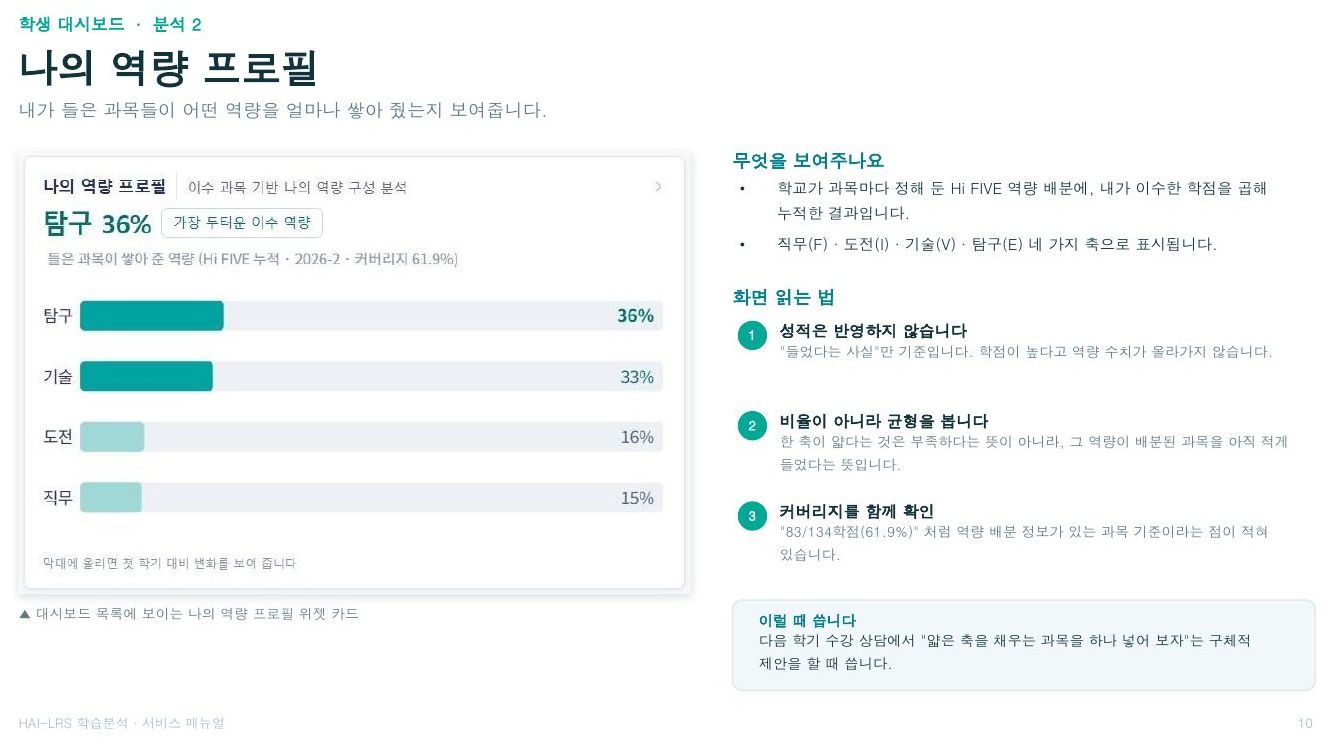 학생 대시보드 · 분석 2
나의 역량 프로필
내가 들은 과목들이 어떤 역량을 얼마나 쌓아 줬는지 보여줍니다.
나의 역량 프로필 이수 과목 기반 나의 역량 구성 분석
탐구 36% 가장 두터운 이수 역량
들은 과목이 쌓아 준 역량 (Hi FIVE 누적 · 2026-2 · 커버리지 61.9%)
탐구 36%
기술 33%
도전 16%
직무 15%
막대에 올리면 첫 학기 대비 변화를 보여 줍니다
▲ 대시보드 목록에 보이는 나의 역량 프로필 위젯 카드
무엇을 보여주나요
• 학교가 과목마다 정해 둔 Hi FIVE 역량 배분에, 내가 이수한 학점을 곱해
누적한 결과입니다.
• 직무(F) · 도전(I) · 기술(V) · 탐구(E) 네 가지 축으로 표시됩니다.
화면 읽는 법
1 성적은 반영하지 않습니다
"들었다는 사실"만 기준입니다. 학점이 높다고 역량 수치가 올라가지 않습니다.
2 비율이 아니라 균형을 봅니다
한 축이 얇다는 것은 부족하다는 뜻이 아니라, 그 역량이 배분된 과목을 아직 적게
들었다는 뜻입니다.
3 커버리지를 함께 확인
"83/134학점(61.9%)" 처럼 역량 배분 정보가 있는 과목 기준이라는 점이 적혀
있습니다.
이럴 때 씁니다
다음 학기 수강 상담에서 "얇은 축을 채우는 과목을 하나 넣어 보자"는 구체적
제안을 할 때 씁니다.
HAI-LRS 학습분석 · 서비스 매뉴얼
10